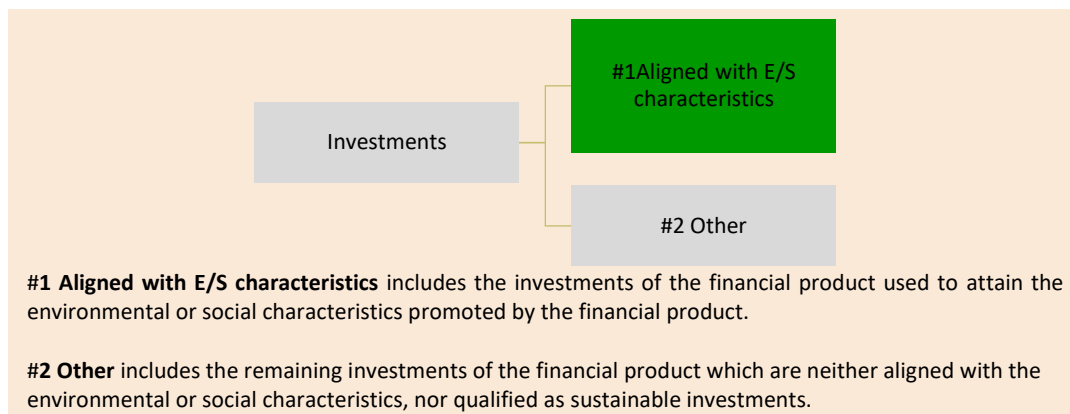 #1Aligned with E/S
characteristics
Investments
#2 Other
#1 Aligned with E/S characteristics includes the investments of the financial product used to attain the
environmental or social characteristics promoted by the financial product.
#2 Other includes the remaining investments of the financial product which are neither aligned with the
environmental or social characteristics, nor qualified as sustainable investments.